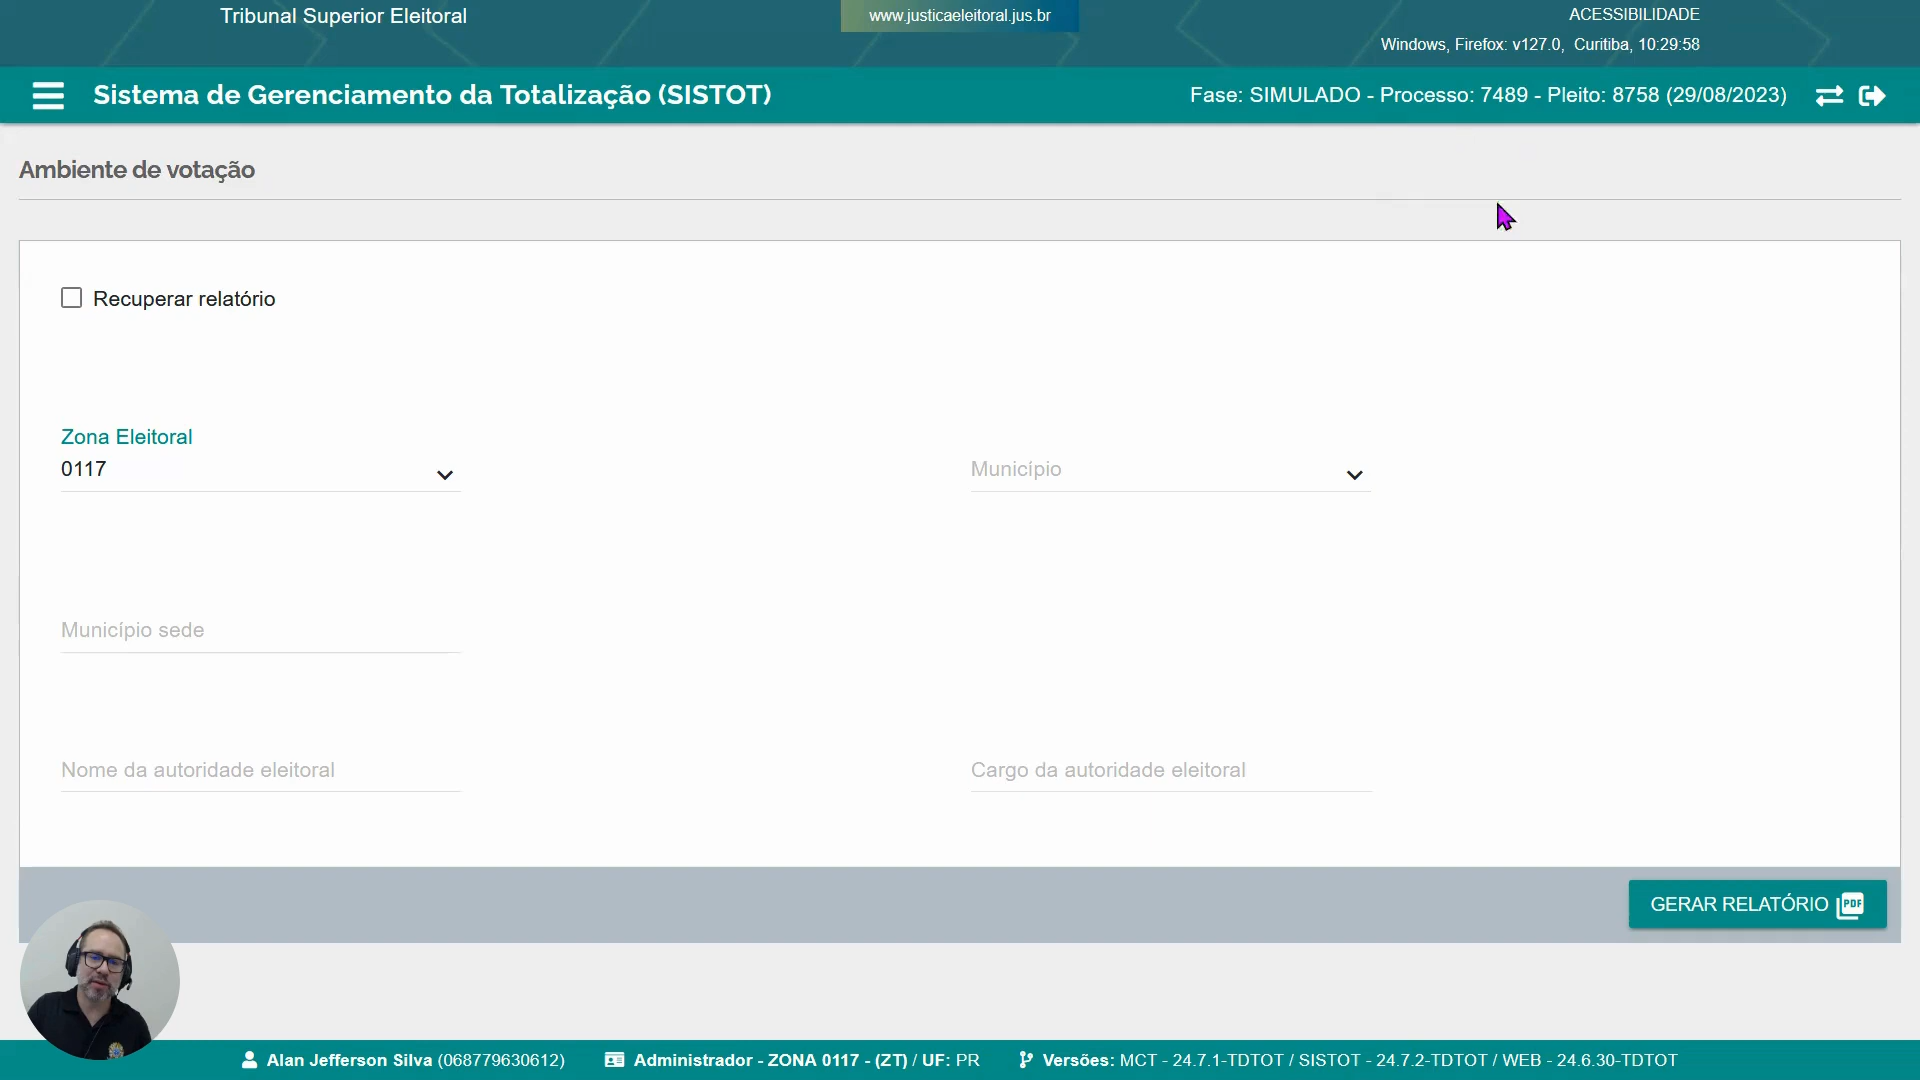 Tribunal Superior Eleitoral
www.justicaeleitoral.jus.br
ACESSIBILIDADE
Windows, Firefox: v127.0, Curitiba, 10:29:58
Sistema de Gerenciamento da Totalização (SISTOT)
Fase: SIMULADO - Processo: 7489 - Pleito: 8758 (29/08/2023)
Ambiente de votação
Recuperar relatório
Zona Eleitoral
0117
Município
Município sede
Nome da autoridade eleitoral
Cargo da autoridade eleitoral
GERAR RELATÓRIO PDF
Alan Jefferson Silva (068779630612)
Administrador - ZONA 0117 - (ZT) / UF: PR
Versões: MCT - 24.7.1-TDTOT / SISTOT - 24.7.2-TDTOT / WEB - 24.6.30-TDTOT